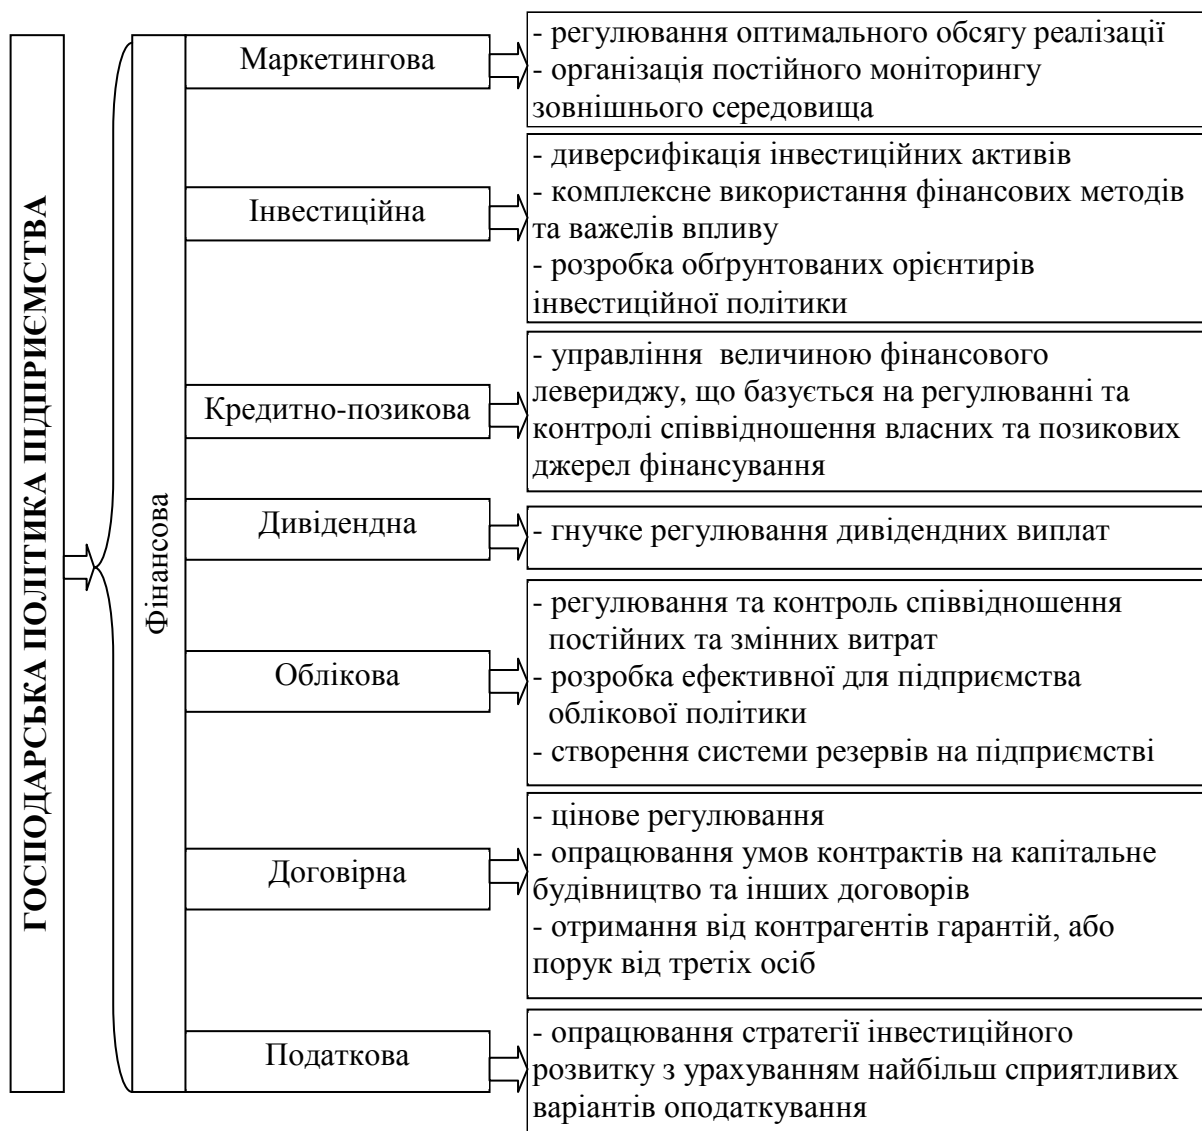 ГОСПОДАРСЬКА ПОЛІТИКА ПІДПРИЄМСТВА
Фінансова
Маркетингова
- регулювання оптимального обсягу реалізації
- організація постійного моніторингу
зовнішнього середовища
Інвестиційна
- диверсифікація інвестиційних активів
- комплексне використання фінансових методів
та важелів впливу
- розробка обґрунтованих орієнтирів
інвестиційної політики
Кредитно-позикова
- управління величиною фінансового
левериджу, що базується на регулюванні та
контролі співвідношення власних та позикових
джерел фінансування
Дивідендна
- гнучке регулювання дивідендних виплат
Облікова
- регулювання та контроль співвідношення
постійних та змінних витрат
- розробка ефективної для підприємства
облікової політики
- створення системи резервів на підприємстві
Договірна
- цінове регулювання
- опрацювання умов контрактів на капітальне
будівництво та інших договорів
- отримання від контрагентів гарантій, або
порук від третіх осіб
Податкова
- опрацювання стратегії інвестиційного
розвитку з урахуванням найбільш сприятливих
варіантів оподаткування